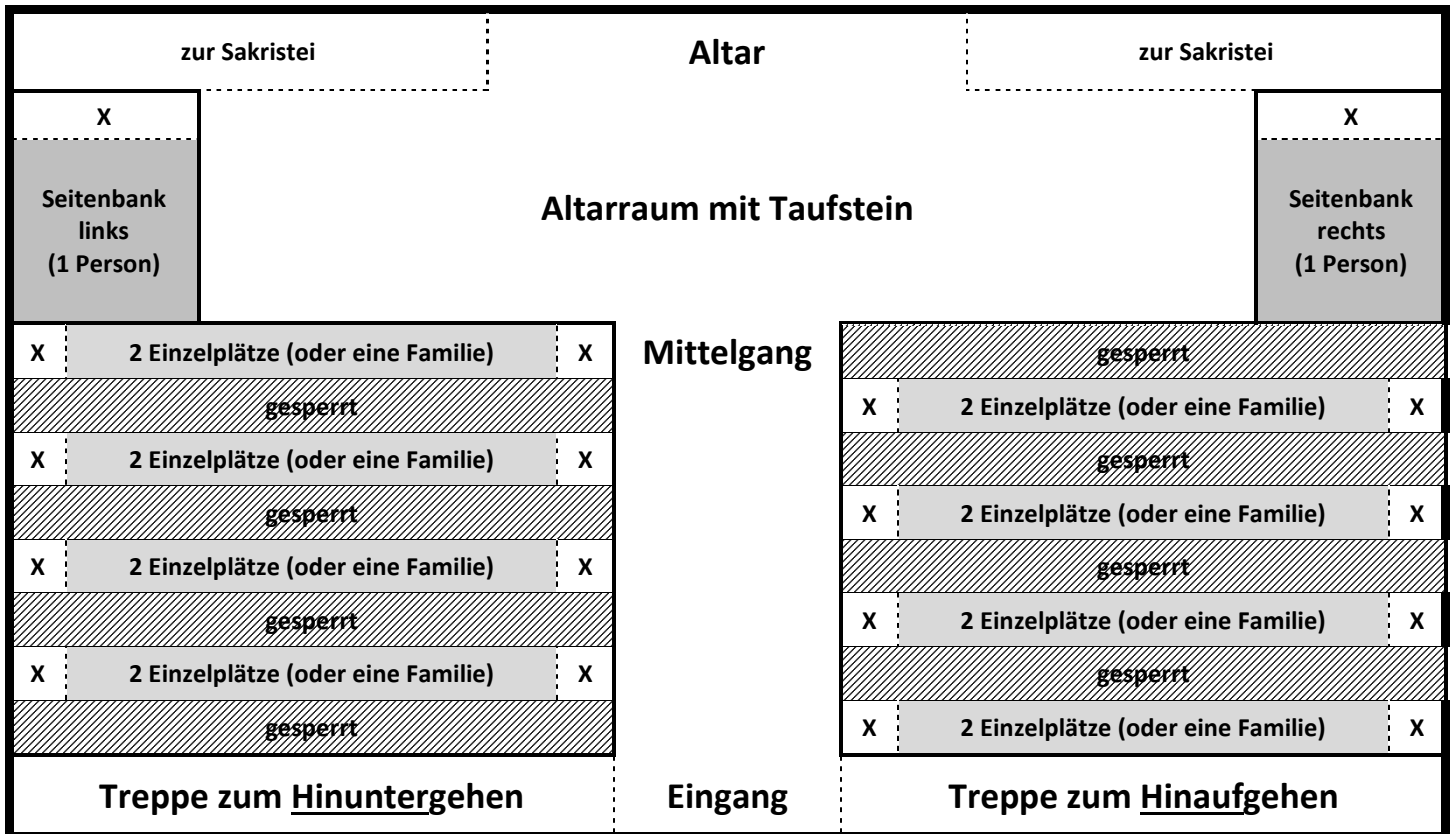 zur Sakristei
Altar
zur Sakristei
X
X
Seitenbank
links
(1 Person)
Altarraum mit Taufstein
Seitenbank
rechts
(1 Person)
X 2 Einzelplätze (oder eine Familie) X
Mittelgang
gesperrt
gesperrt
X 2 Einzelplätze (oder eine Familie) X
X 2 Einzelplätze (oder eine Familie) X
gesperrt
gesperrt
X 2 Einzelplätze (oder eine Familie) X
X 2 Einzelplätze (oder eine Familie) X
gesperrt
gesperrt
X 2 Einzelplätze (oder eine Familie) X
X 2 Einzelplätze (oder eine Familie) X
gesperrt
gesperrt
X 2 Einzelplätze (oder eine Familie) X
Treppe zum Hinuntergehen
Eingang
Treppe zum Hinaufgehen